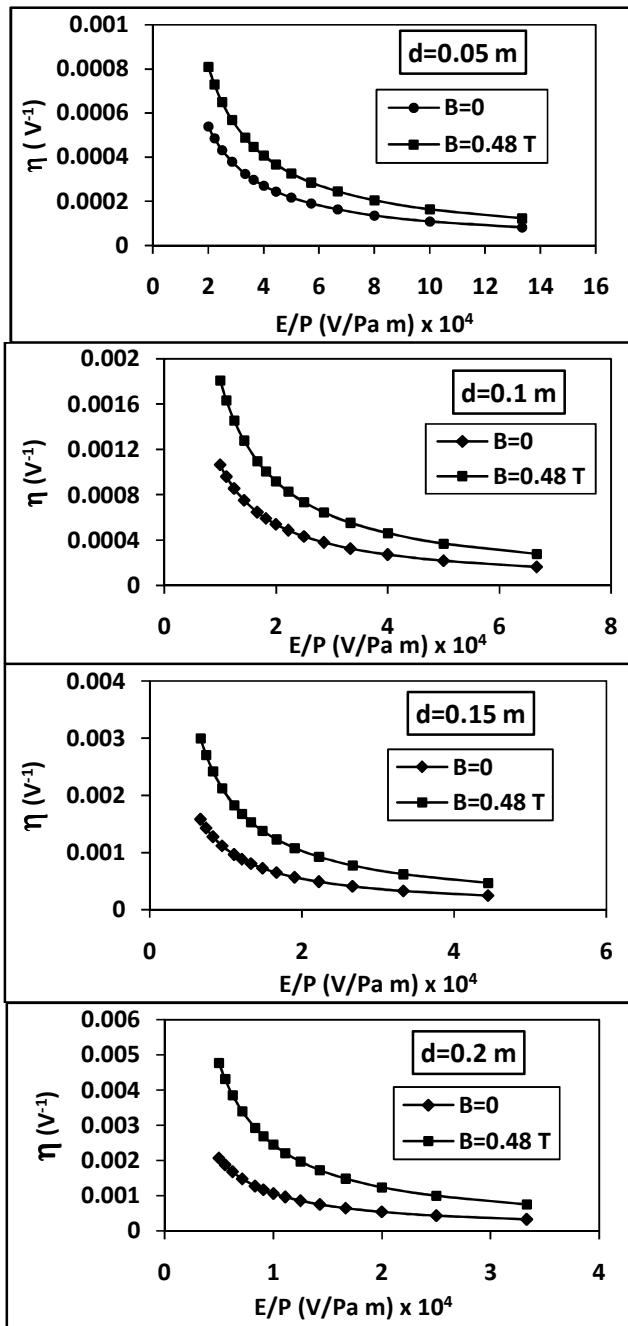 0.001
0.0008
0.0006
0.0004
0.0002
0
η ( V⁻¹)
d=0.05 m
B=0
B=0.48 T
0 2 4 6 8 10 12 14 16
E/P (V/Pa m) x 10⁴
0.002
0.0016
0.0012
0.0008
0.0004
0
η (V⁻¹)
d=0.1 m
B=0
B=0.48 T
0 2 4 6 8
E/P (V/Pa m) x 10⁴
0.004
0.003
0.002
0.001
0
η (V⁻¹)
d=0.15 m
B=0
B=0.48 T
0 2 4 6
E/P (V/Pa m) x 10⁴
0.006
0.005
0.004
0.003
0.002
0.001
0
η (V⁻¹)
d=0.2 m
B=0
B=0.48 T
0 1 2 3 4
E/P (V/Pa m) x 10⁴